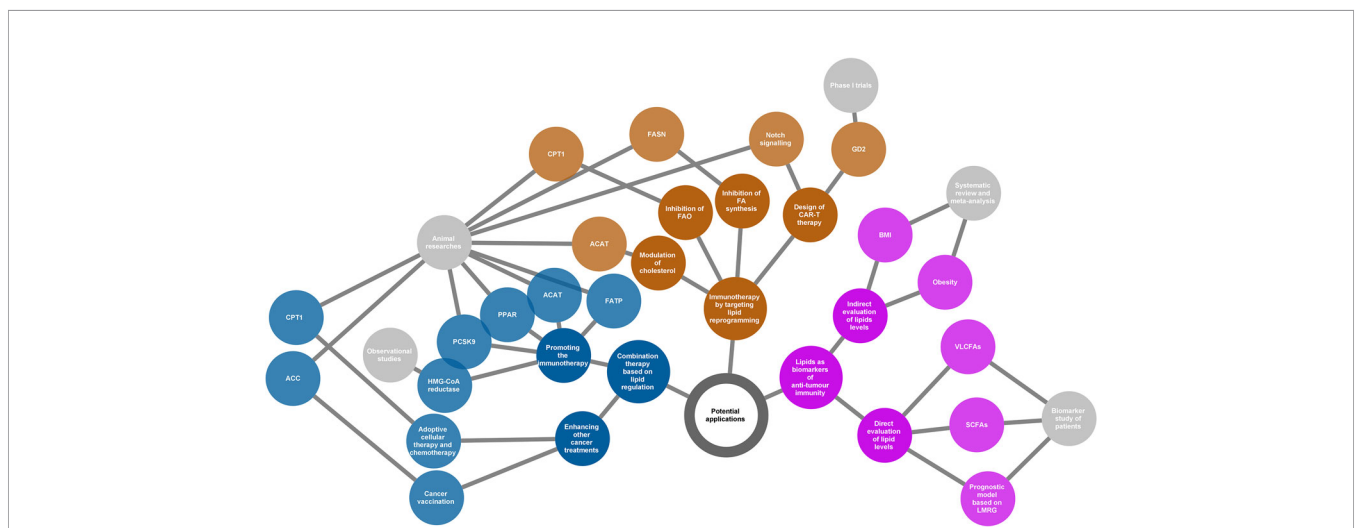 Phase I trials
GD2
Notch
signalling
FASN
CPT1
Systematic
review and
meta-analysis
Inhibition of
FA
synthesis
Inhibition of
FAO
Design of
CAR-T
therapy
BMI
Animal
researches
ACAT
Modulation
of
cholesterol
Obesity
Immunotherapy
by targeting
lipid
reprogramming
Indirect
evaluation
of lipids
levels
ACAT
FATP
PPAR
CPT1
PCSK9
Observational
studies
Promoting
the
immunotherapy
Combination
therapy
based on
lipid
regulation
VLCFAs
ACC
HMG-CoA
reductase
Lipids as
biomarkers
of
anti-tumour
immunity
Potential
applications
Biomarker
study of
patients
SCFAs
Direct
evaluation
of lipid
levels
Adoptive
cellular
therapy and
chemotherapy
Enhancing
other
cancer
treatments
Cancer
vaccination
Prognostic
model
based on
LMRG